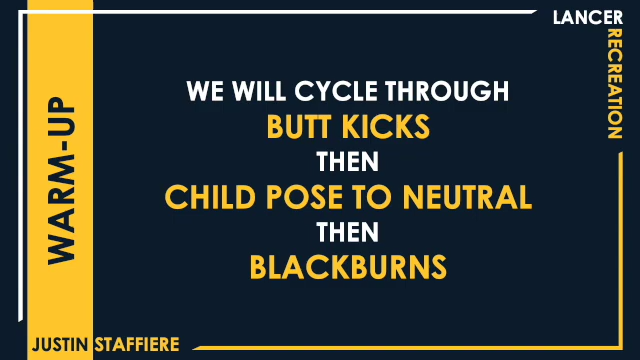 LANCER
RECREATION
WARM-UP
WE WILL CYCLE THROUGH
BUTT KICKS
THEN
CHILD POSE TO NEUTRAL
THEN
BLACKBURNS
JUSTIN STAFFIERE